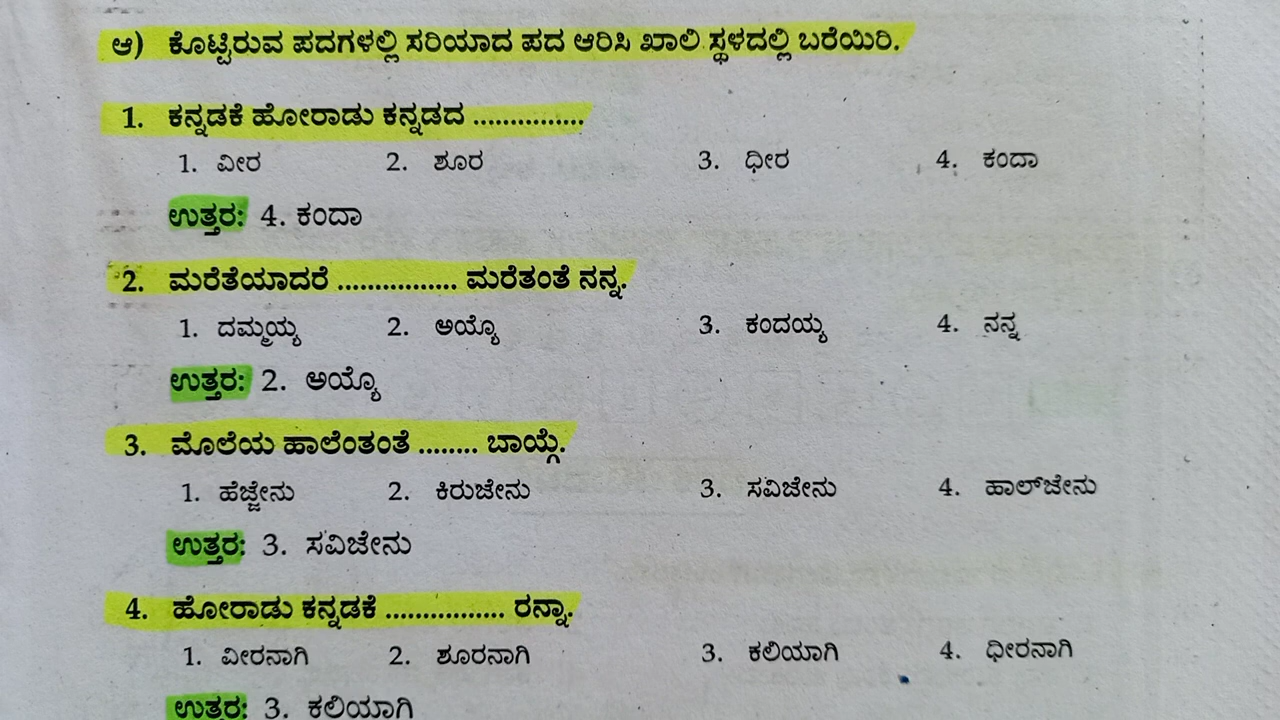 ಆ) ಕೊಟ್ಟಿರುವ ಪದಗಳಲ್ಲಿ ಸರಿಯಾದ ಪದ ಆರಿಸಿ ಖಾಲಿ ಸ್ಥಳದಲ್ಲಿ ಬರೆಯಿರಿ.
1. ಕನ್ನಡಕೆ ಹೋರಾಡು ಕನ್ನಡದ ...............
1. ವೀರ 2. ಶೂರ 3. ಧೀರ 4. ಕಂದಾ
ಉತ್ತರ: 4. ಕಂದಾ
2. ಮರೆತೆಯಾದರೆ ................ ಮರೆತಂತೆ ನನ್ನ.
1. ದಮ್ಮಯ್ಯ 2. ಅಯ್ಯೊ 3. ಕಂದಯ್ಯ 4. ನನ್ನ
ಉತ್ತರ: 2. ಅಯ್ಯೊ
3. ಮೊಲೆಯ ಹಾಲೆಂತಂತೆ ........ ಬಾಯ್ಗೆ.
1. ಹೆಜ್ಜೇನು 2. ಕಿರುಜೇನು 3. ಸವಿಜೇನು 4. ಹಾಲ್‌ಜೇನು
ಉತ್ತರ: 3. ಸವಿಜೇನು
4. ಹೋರಾಡು ಕನ್ನಡಕೆ ................ ರನ್ನಾ.
1. ವೀರನಾಗಿ 2. ಶೂರನಾಗಿ 3. ಕಲಿಯಾಗಿ 4. ಧೀರನಾಗಿ
ಉತ್ತರ: 3. ಕಲಿಯಾಗಿ